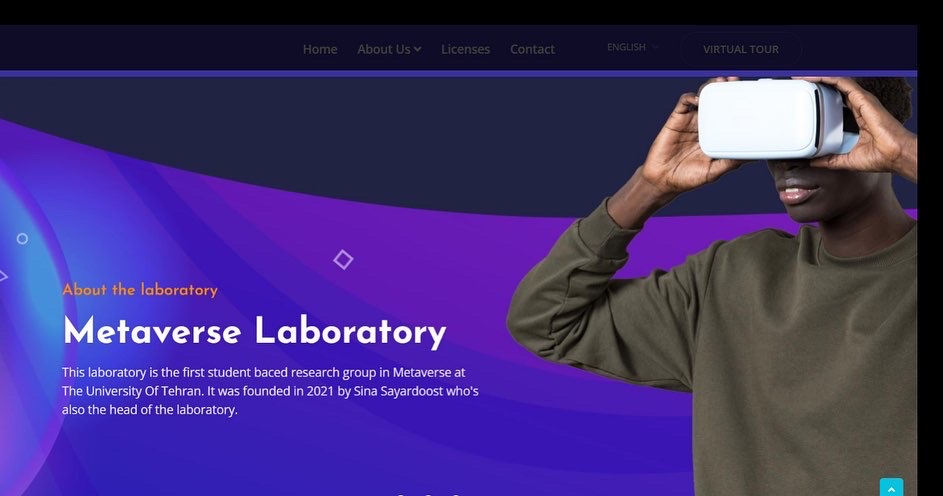 Home About Us Licenses Contact ENGLISH VIRTUAL TOUR
About the laboratory
Metaverse Laboratory
This laboratory is the first student baced research group in Metaverse at
The University Of Tehran. It was founded in 2021 by Sina Sayardoost who's
also the head of the laboratory.